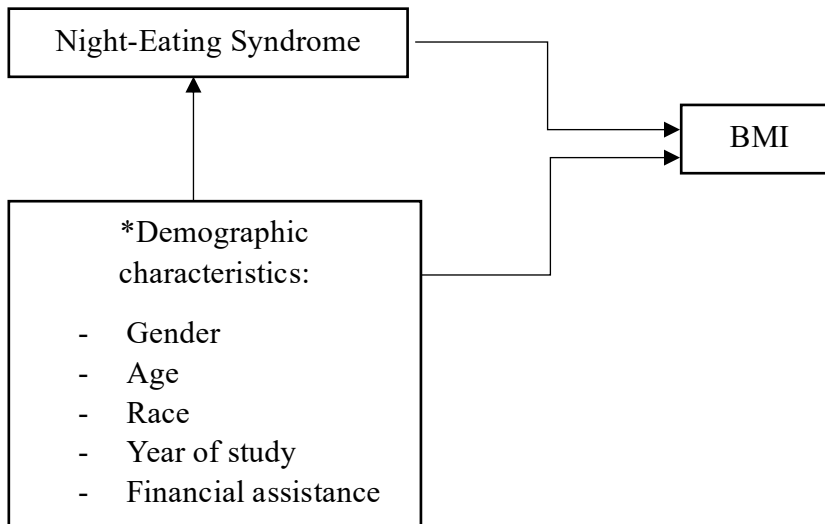 Night-Eating Syndrome
BMI
*Demographic
characteristics:
- Gender
- Age
- Race
- Year of study
- Financial assistance